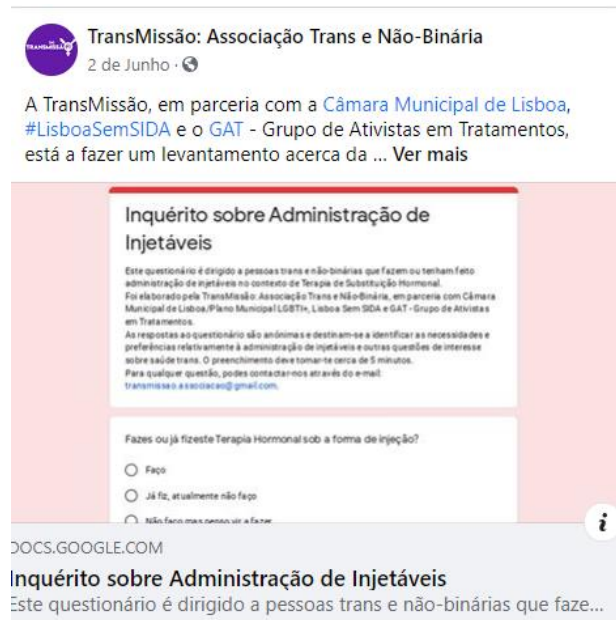 TRANSMISSÃO
TransMissão: Associação Trans e Não-Binária
2 de Junho ·
A TransMissão, em parceria com a Câmara Municipal de Lisboa,
#LisboaSemSIDA e o GAT - Grupo de Ativistas em Tratamentos,
está a fazer um levantamento acerca da ... Ver mais
Inquérito sobre Administração de
Injetáveis
Este questionário é dirigido a pessoas trans e não-binárias que fazem ou tenham feito
administração de injetáveis no contexto de Terapia de Substituição Hormonal.
Foi elaborado pela TransMissão: Associação Trans e Não-Binária, em parceria com Câmara
Municipal de Lisboa/Plano Municipal LGBTI+, Lisboa Sem SIDA e GAT - Grupo de Ativistas
em Tratamentos.
As respostas ao questionário são anónimas e destinam-se a identificar as necessidades e
preferências relativamente à administração de injetáveis e outras questões de interesse
sobre saúde trans. O preenchimento deve tomar-te cerca de 5 minutos.
Para qualquer questão, podes contactar-nos através do e-mail:
transmissao.associacao@gmail.com.
Fazes ou já fizeste Terapia Hormonal sob a forma de injeção?
Faço
Já fiz, atualmente não faço
Não faço mas penso vir a fazer
i
DOCS.GOOGLE.COM
Inquérito sobre Administração de Injetáveis
Este questionário é dirigido a pessoas trans e não-binárias que faze...